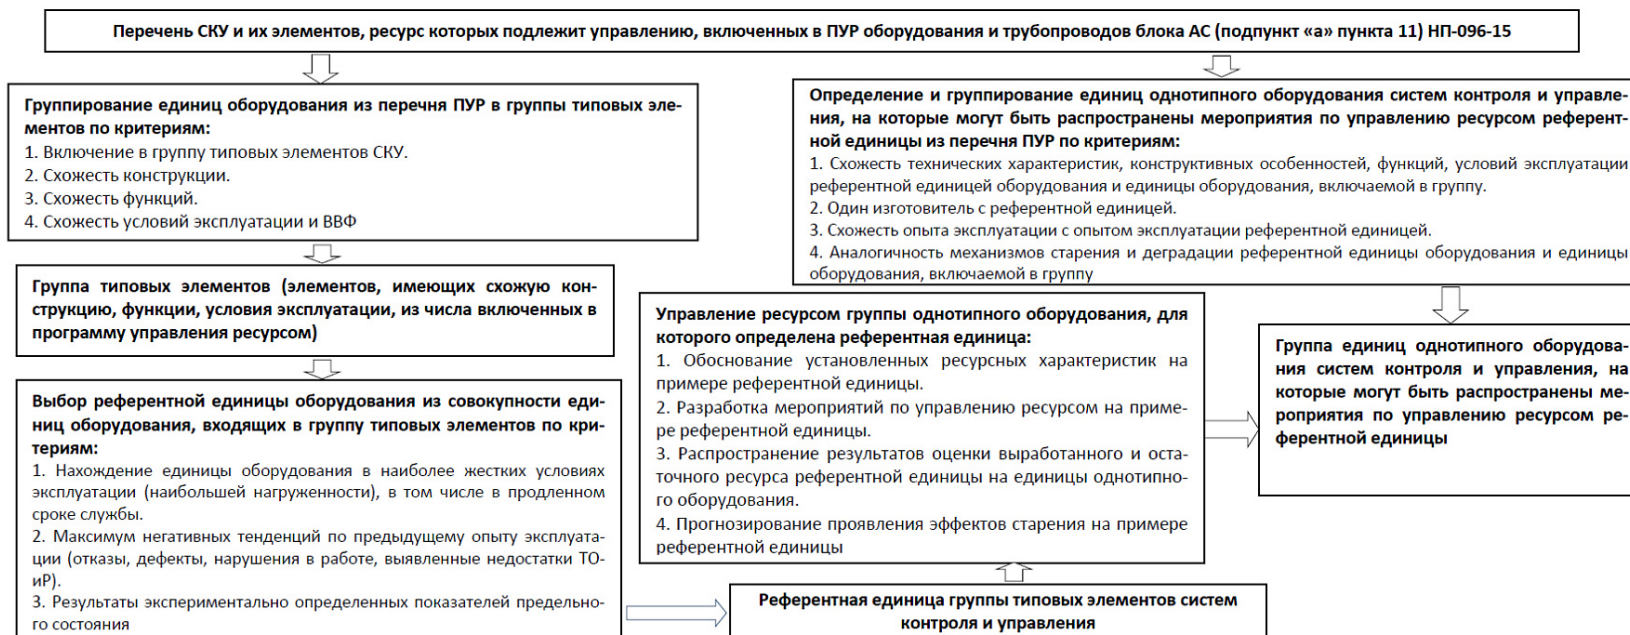 Перечень СКУ и их элементов, ресурс которых подлежит управлению, включенных в ПУР оборудования и трубопроводов блока АС (подпункт «а» пункта 11) НП-096-15
Группирование единиц оборудования из перечня ПУР в группы типовых эле-
ментов по критериям:
1. Включение в группу типовых элементов СКУ.
2. Схожесть конструкции.
3. Схожесть функций.
4. Схожесть условий эксплуатации и ВВФ
Группа типовых элементов (элементов, имеющих схожую кон-
струкцию, функции, условия эксплуатации, из числа включенных в
программу управления ресурсом)
Выбор референтной единицы оборудования из совокупности еди-
ниц оборудования, входящих в группу типовых элементов по кри-
териям:
1. Нахождение единицы оборудования в наиболее жестких условиях
эксплуатации (наибольшей нагруженности), в том числе в продленном
сроке службы.
2. Максимум негативных тенденций по предыдущему опыту эксплуата-
ции (отказы, дефекты, нарушения в работе, выявленные недостатки ТО-
иР).
3. Результаты экспериментально определенных показателей предельно-
го состояния
Референтная единица группы типовых элементов систем
контроля и управления
Управление ресурсом группы однотипного оборудования, для
которого определена референтная единица:
1. Обоснование установленных ресурсных характеристик на
примере референтной единицы.
2. Разработка мероприятий по управлению ресурсом на приме-
ре референтной единицы.
3. Распространение результатов оценки выработанного и оста-
точного ресурса референтной единицы на единицы однотипно-
го оборудования.
4. Прогнозирование проявления эффектов старения на примере
референтной единицы
Определение и группирование единиц однотипного оборудования систем контроля и управле-
ния, на которые могут быть распространены мероприятия по управлению ресурсом референт-
ной единицы из перечня ПУР по критериям:
1. Схожесть технических характеристик, конструктивных особенностей, функций, условий эксплуатации
референтной единицей оборудования и единицы оборудования, включаемой в группу.
2. Один изготовитель с референтной единицей.
3. Схожесть опыта эксплуатации с опытом эксплуатации референтной единицей.
4. Аналогичность механизмов старения и деградации референтной единицы оборудования и единицы
оборудования, включаемой в группу
Группа единиц однотипного оборудова-
ния систем контроля и управления, на
которые могут быть распространены ме-
роприятия по управлению ресурсом ре-
ферентной единицы